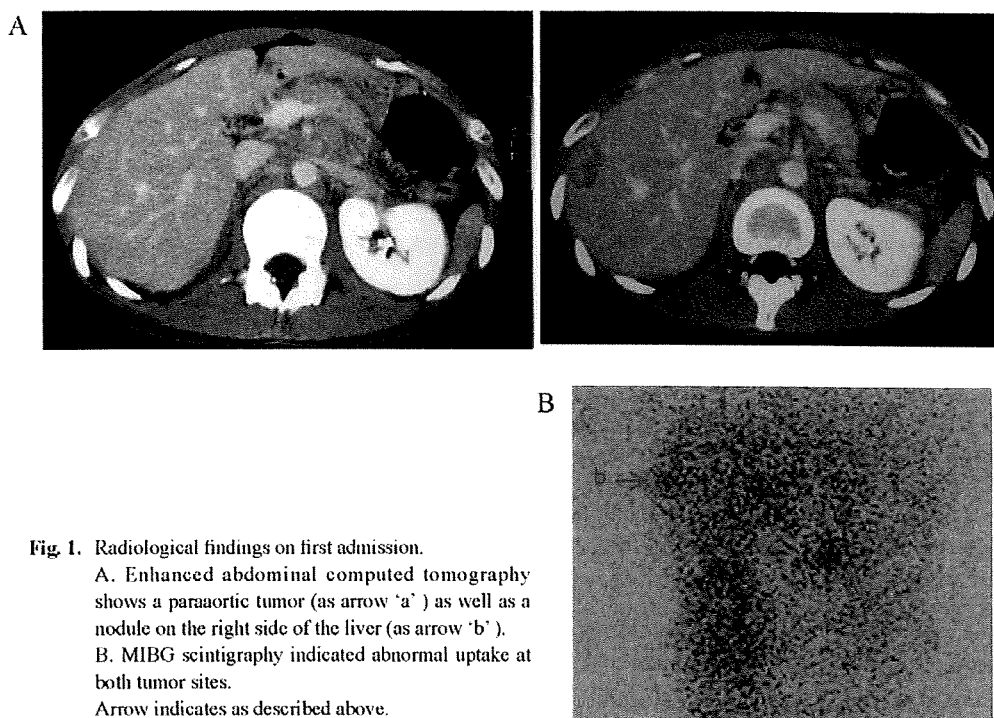 A
B
b
Fig. 1. Radiological findings on first admission.
A. Enhanced abdominal computed tomography
shows a paraaortic tumor (as arrow ‘a’ ) as well as a
nodule on the right side of the liver (as arrow ‘b’ ).
B. MIBG scintigraphy indicated abnormal uptake at
both tumor sites.
Arrow indicates as described above.